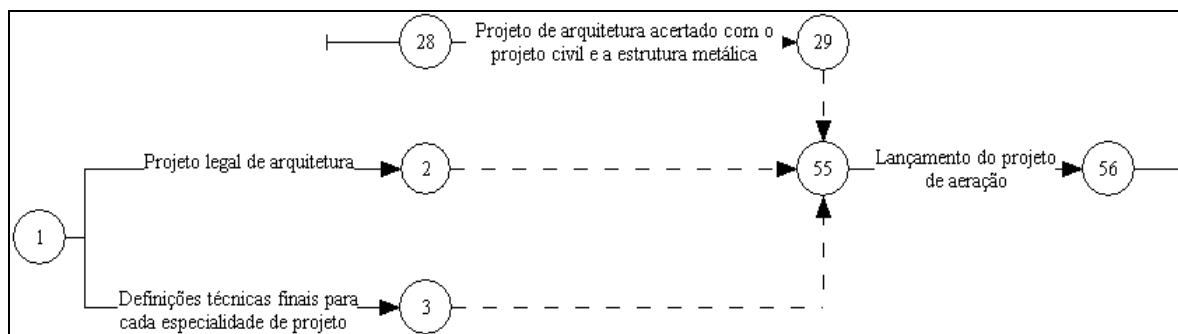 28
Projeto de arquitetura acertado com o
projeto civil e a estrutura metálica
29
Projeto legal de arquitetura
2
55
Lançamento do projeto
de aeração
56
1
Definições técnicas finais para
cada especialidade de projeto
3